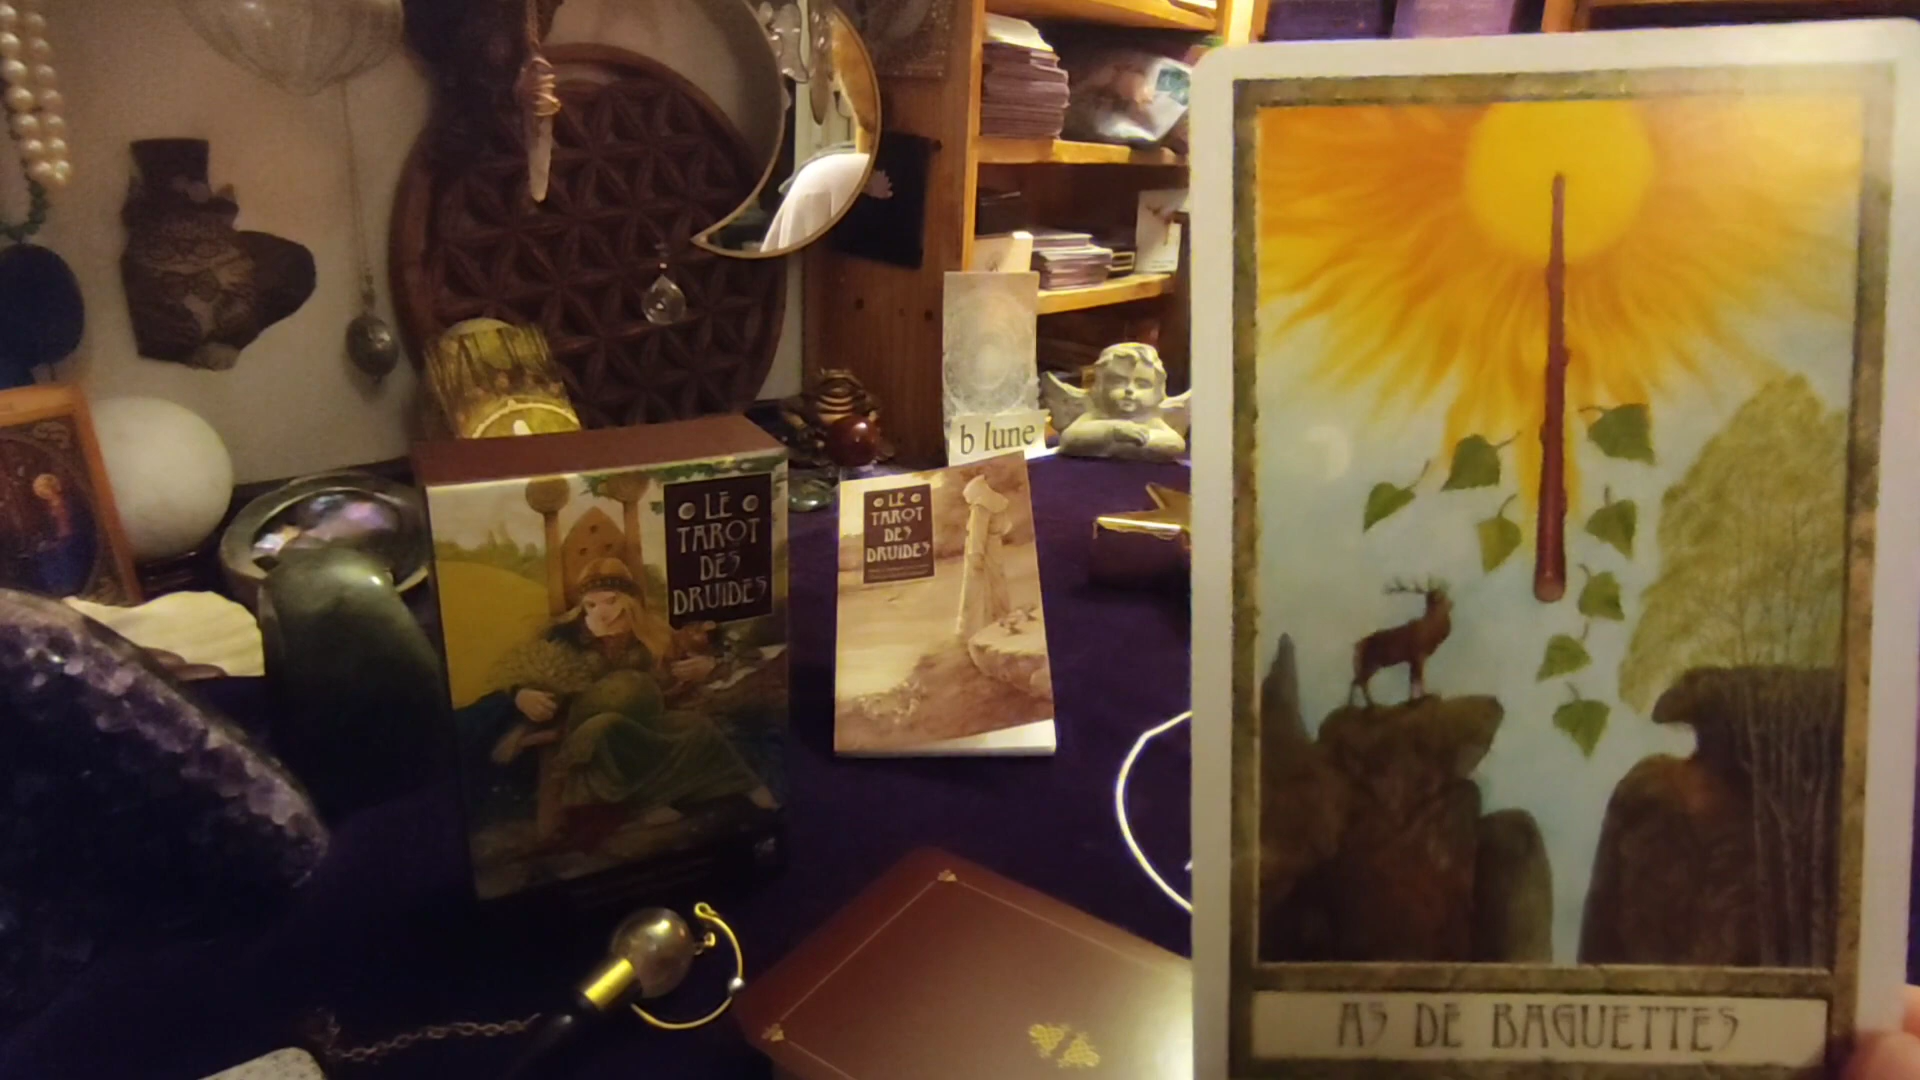 LE
TAROT
DES
DRUIDES
LE
TAROT
DES
DRUIDES
b lune
AS DE BAGUETTES